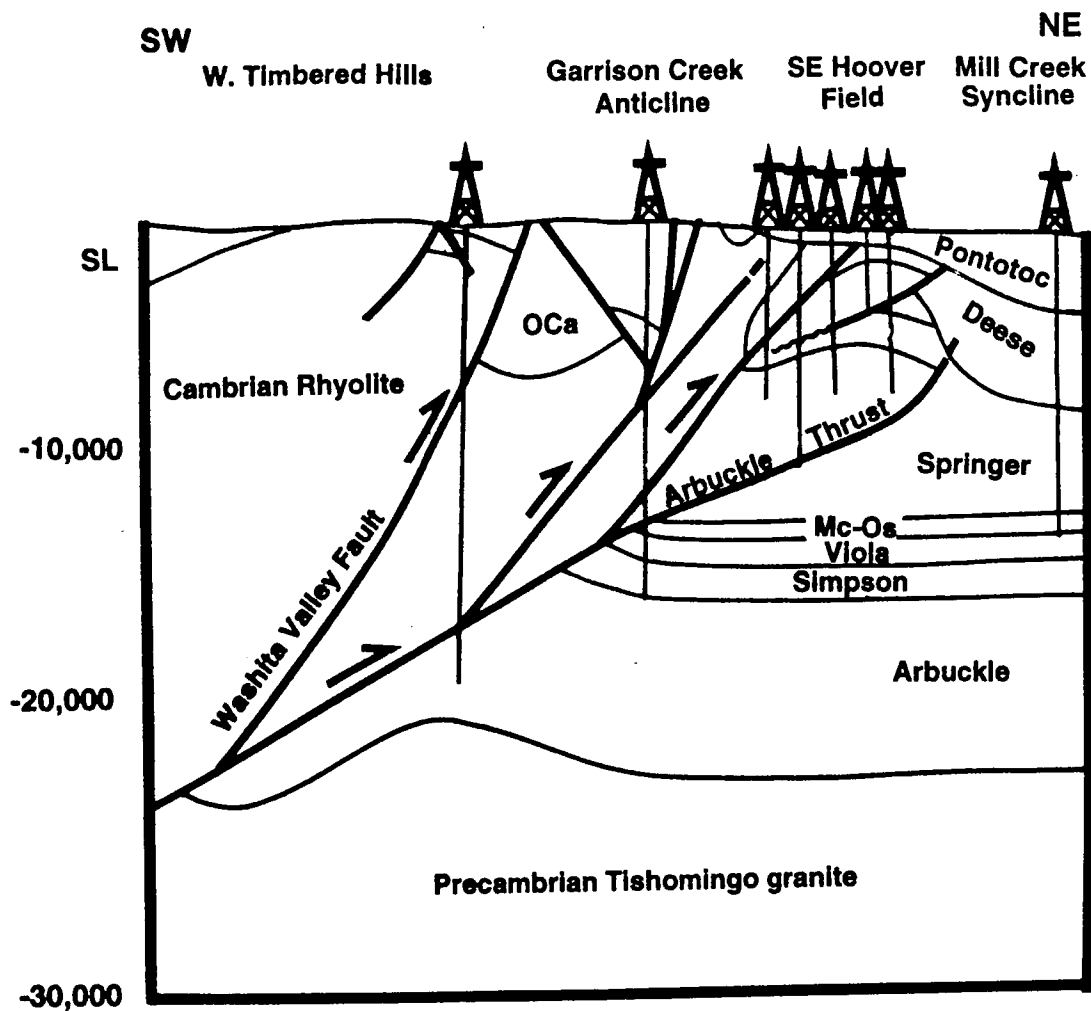 SW
NE
W. Timbered Hills
Garrison Creek
Anticline
SE Hoover
Field
Mill Creek
Syncline
SL
Pontotoc
OCa
Deese
Cambrian Rhyolite
-10,000
Arbuckle Thrust
Springer
Mc-Os
Viola
Simpson
Washita Valley Fault
Arbuckle
-20,000
Precambrian Tishomingo granite
-30,000